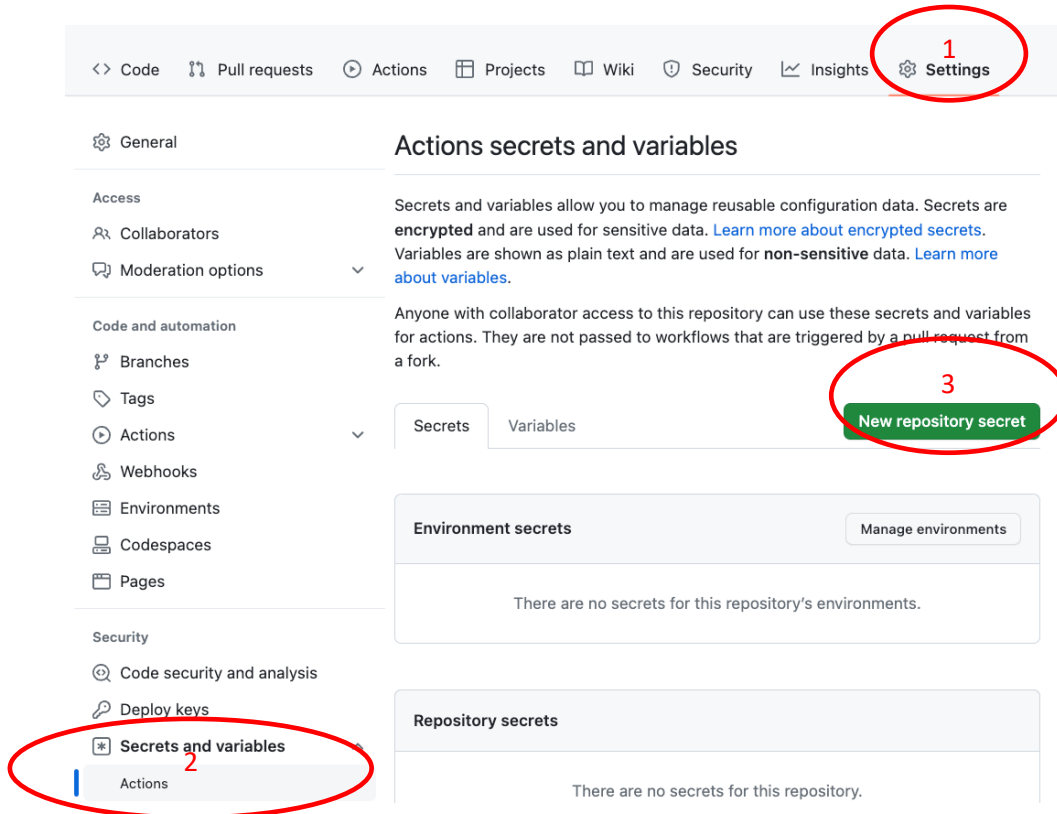 1
Code Pull requests Actions Projects Wiki Security Insights Settings
General
Access
Collaborators
Moderation options
Code and automation
Branches
Tags
Actions
Webhooks
Environments
Codespaces
Pages
Security
Code security and analysis
Deploy keys
Secrets and variables
2
Actions
Actions secrets and variables
Secrets and variables allow you to manage reusable configuration data. Secrets are
encrypted and are used for sensitive data. Learn more about encrypted secrets.
Variables are shown as plain text and are used for non-sensitive data. Learn more
about variables.
Anyone with collaborator access to this repository can use these secrets and variables
for actions. They are not passed to workflows that are triggered by a pull request from
a fork.
3
Secrets Variables New repository secret
Environment secrets Manage environments
There are no secrets for this repository's environments.
Repository secrets
There are no secrets for this repository.